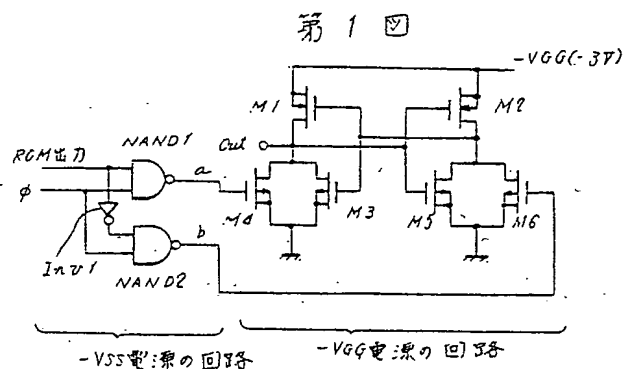 第1図
-VGG(-3V)
M1
M2
Out
NAND1
RGM出力
a
φ
M4
M3
M5
M6
b
Inv1
NAND2
-VSS電源の回路
-VGG電源の回路